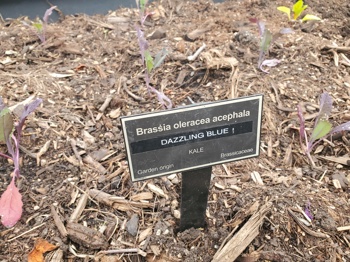 Brassia oleracea acephala
DAZZLING BLUE !
KALE
Garden origin Brassicaceae